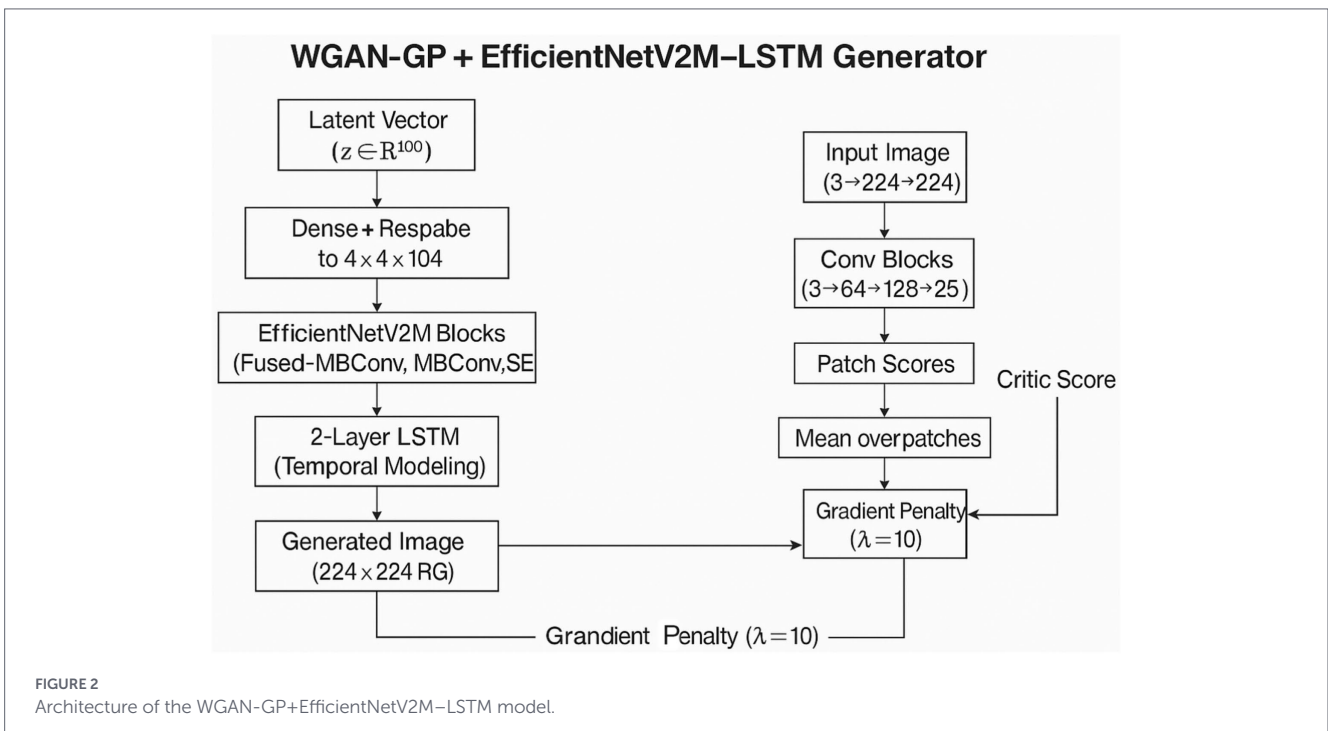 WGAN-GP + EfficientNetV2M–LSTM Generator
Latent Vector
(z ∈ R¹⁰⁰)
Dense + Respabe
to 4 x 4 x 104
EfficientNetV2M Blocks
(Fused-MBConv, MBConv,SE
2-Layer LSTM
(Temporal Modeling)
Generated Image
(224 x 224 RG)
Input Image
(3→224→224)
Conv Blocks
(3→64→128→25)
Patch Scores
Mean overpatches
Critic Score
Gradient Penalty
(λ=10)
Grandient Penalty (λ=10)
FIGURE 2
Architecture of the WGAN-GP+EfficientNetV2M–LSTM model.